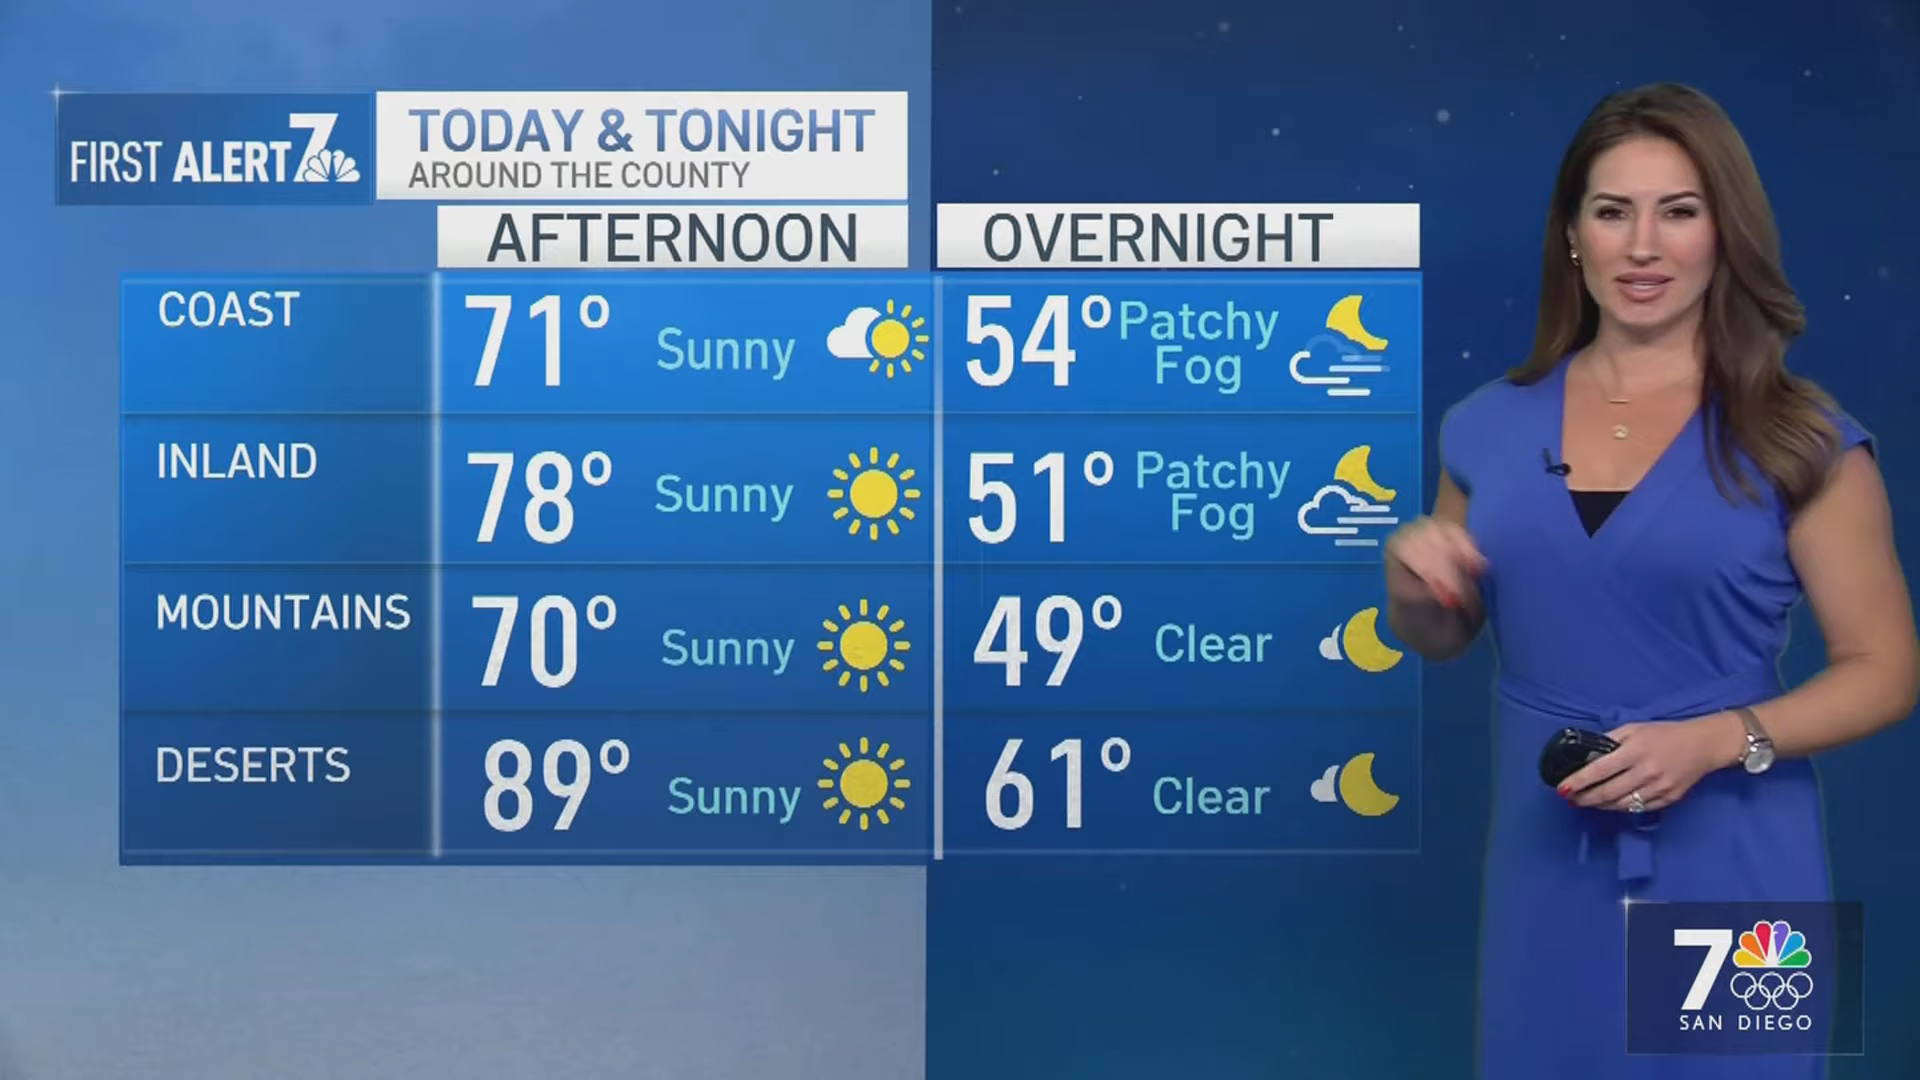 FIRST ALERT 7
TODAY & TONIGHT
AROUND THE COUNTY
AFTERNOON
OVERNIGHT
COAST
71° Sunny
54° Patchy
Fog
INLAND
78° Sunny
51° Patchy
Fog
MOUNTAINS
70° Sunny
49° Clear
DESERTS
89° Sunny
61° Clear
7
SAN DIEGO